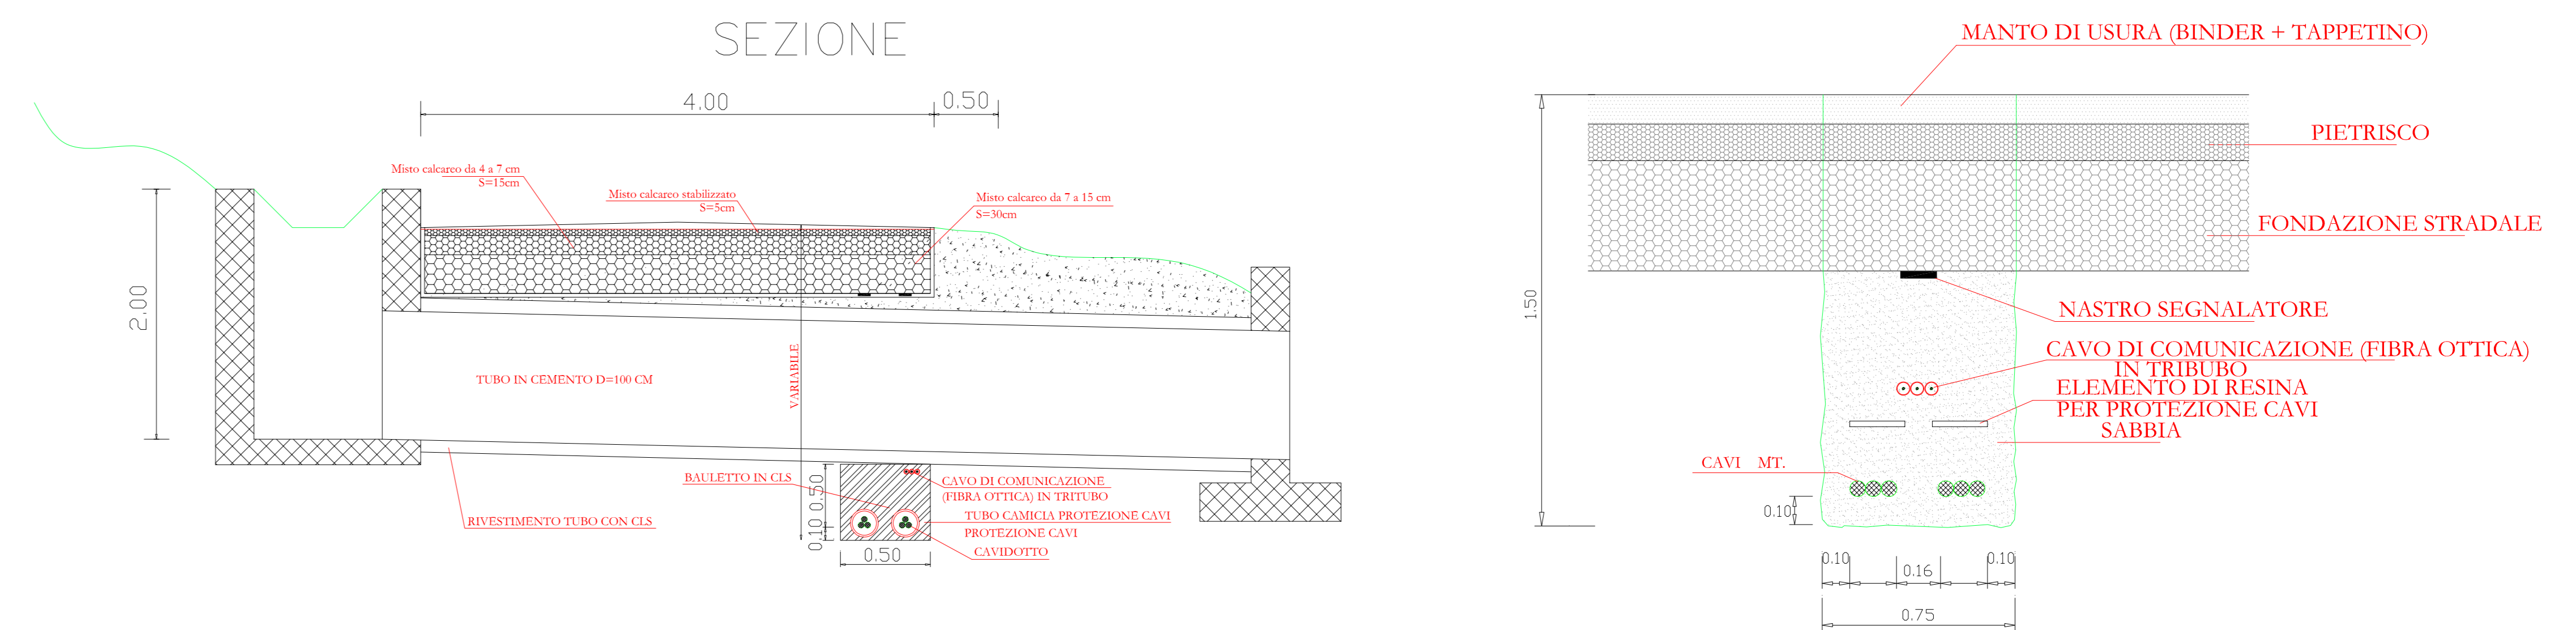 SEZIONE
4.00
0.50
2.00
Misto calcareo da 4 a 7 cm
S=15cm
Misto calcareo stabilizzato
S=5cm
Misto calcareo da 7 a 15 cm
S=30cm
TUBO IN CEMENTO D=100 CM
VARIABILE
BAULETTO IN CLS
RIVESTIMENTO TUBO CON CLS
0.50
0.10
0.50
CAVO DI COMUNICAZIONE
(FIBRA OTTICA) IN TRITUBO
TUBO CAMICIA PROTEZIONE CAVI
PROTEZIONE CAVI
CAVIDOTTO
MANTO DI USURA (BINDER + TAPPETINO)
PIETRISCO
FONDAZIONE STRADALE
1.50
NASTRO SEGNALATORE
CAVO DI COMUNICAZIONE (FIBRA OTTICA)
IN TRIBUBO
ELEMENTO DI RESINA
PER PROTEZIONE CAVI
SABBIA
CAVI MT.
0.10
0.10
0.16
0.10
0.75